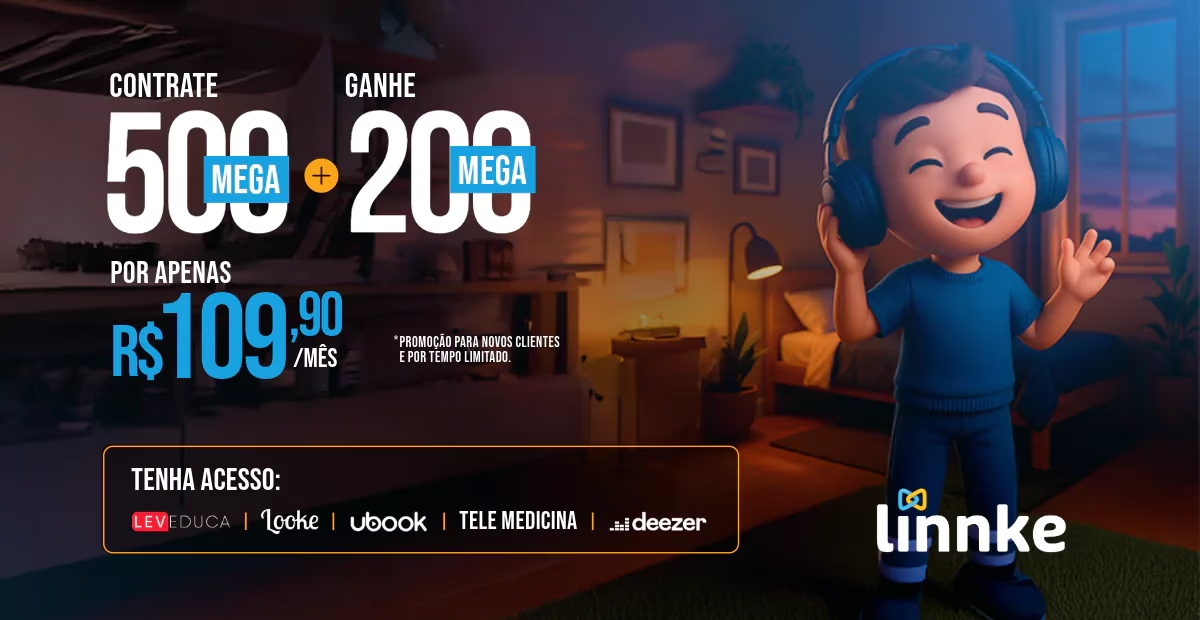 CONTRATE
500 MEGA
+
GANHE
200 MEGA
POR APENAS
R$109,90
/MÊS
*PROMOÇÃO PARA NOVOS CLIENTES
E POR TEMPO LIMITADO.
TENHA ACESSO:
LEVEDUCA | Looke | ubook | TELE MEDICINA | deezer
linnke